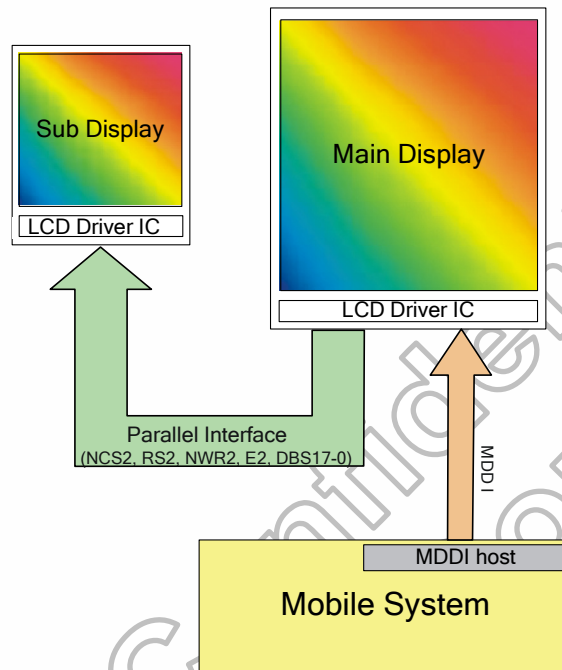 Sub Display
LCD Driver IC
Main Display
LCD Driver IC
Parallel Interface
(NCS2, RS2, NWR2, E2, DBS17-0)
MDD I
MDDI host
Mobile System